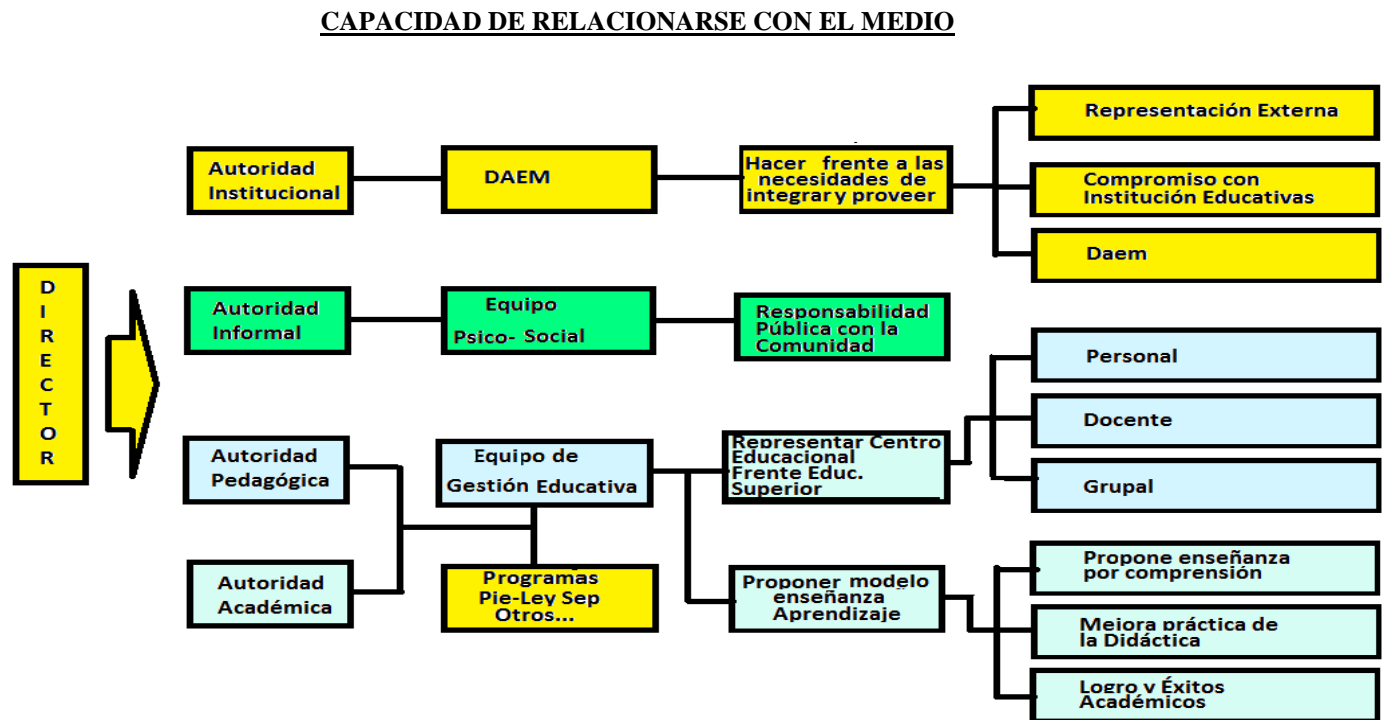 CAPACIDAD DE RELACIONARSE CON EL MEDIO
DIRECTOR
Autoridad
Institucional
DAEM
Hacer frente a las
necesidades de
integrar y proveer
Representación Externa
Compromiso con
Institución Educativas
Daem
Autoridad
Informal
Equipo
Psico- Social
Responsabilidad
Pública con la
Comunidad
Autoridad
Pedagógica
Autoridad
Académica
Equipo de
Gestión Educativa
Programas
Pie-Ley Sep
Otros...
Representar Centro
Educacional
Frente Educ.
Superior
Personal
Docente
Grupal
Proponer modelo
enseñanza
Aprendizaje
Propone enseñanza
por comprensión
Mejora práctica de
la Didáctica
Logro y Éxitos
Académicos